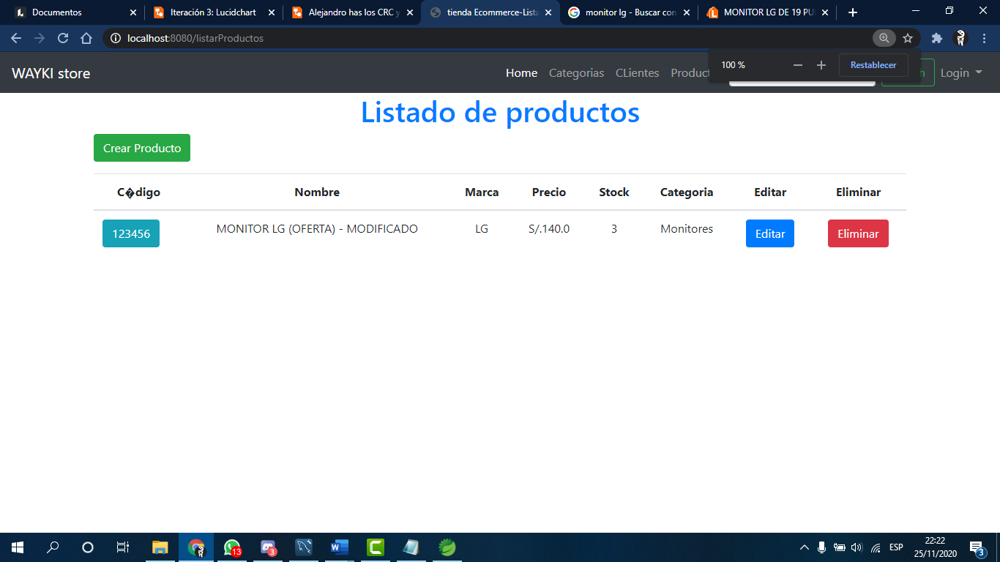 Documentos
Iteración 3: Lucidchart
Alejandro has los CRC y
tienda Ecommerce-Lista
monitor lg - Buscar con
MONITOR LG DE 19 PU
localhost:8080/listarProductos
100 %
Restablecer
WAYKI store
Home
Categorias
CLientes
Product
Login
Listado de productos
Crear Producto
C�digo Nombre Marca Precio Stock Categoria Editar Eliminar
123456 MONITOR LG (OFERTA) - MODIFICADO LG S/.140.0 3 Monitores Editar Eliminar
13
3
ESP
22:22
25/11/2020
3